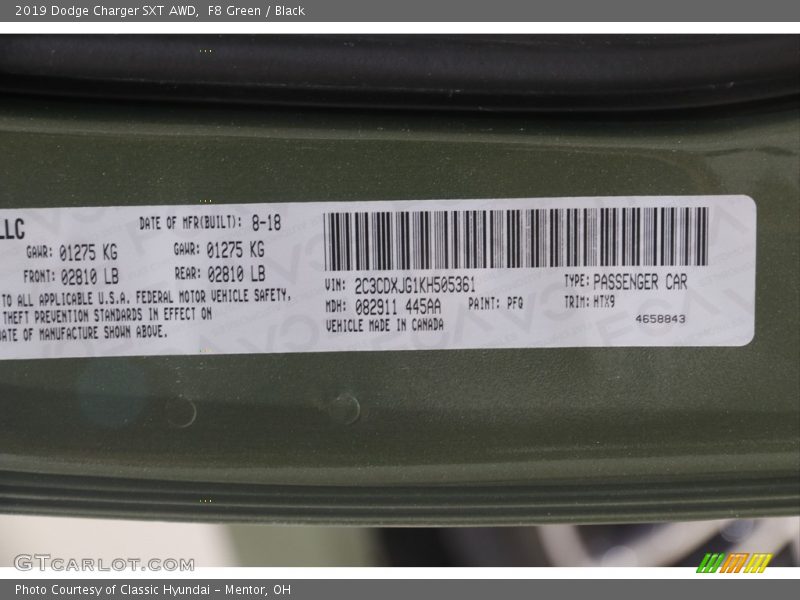 2019 Dodge Charger SXT AWD, F8 Green / Black
LLC
DATE OF MFR(BUILT): 8-18
GAWR: 01275 KG GAWR: 01275 KG
FRONT: 02810 LB REAR: 02810 LB
TO ALL APPLICABLE U.S.A. FEDERAL MOTOR VEHICLE SAFETY,
THEFT PREVENTION STANDARDS IN EFFECT ON
DATE OF MANUFACTURE SHOWN ABOVE.
VIN: 2C3CDXJG1KH505361 TYPE: PASSENGER CAR
MDH: 082911 445AA PAINT: PFQ TRIM: HTX9
VEHICLE MADE IN CANADA 4658843
GTCARLOT.COM
Photo Courtesy of Classic Hyundai - Mentor, OH